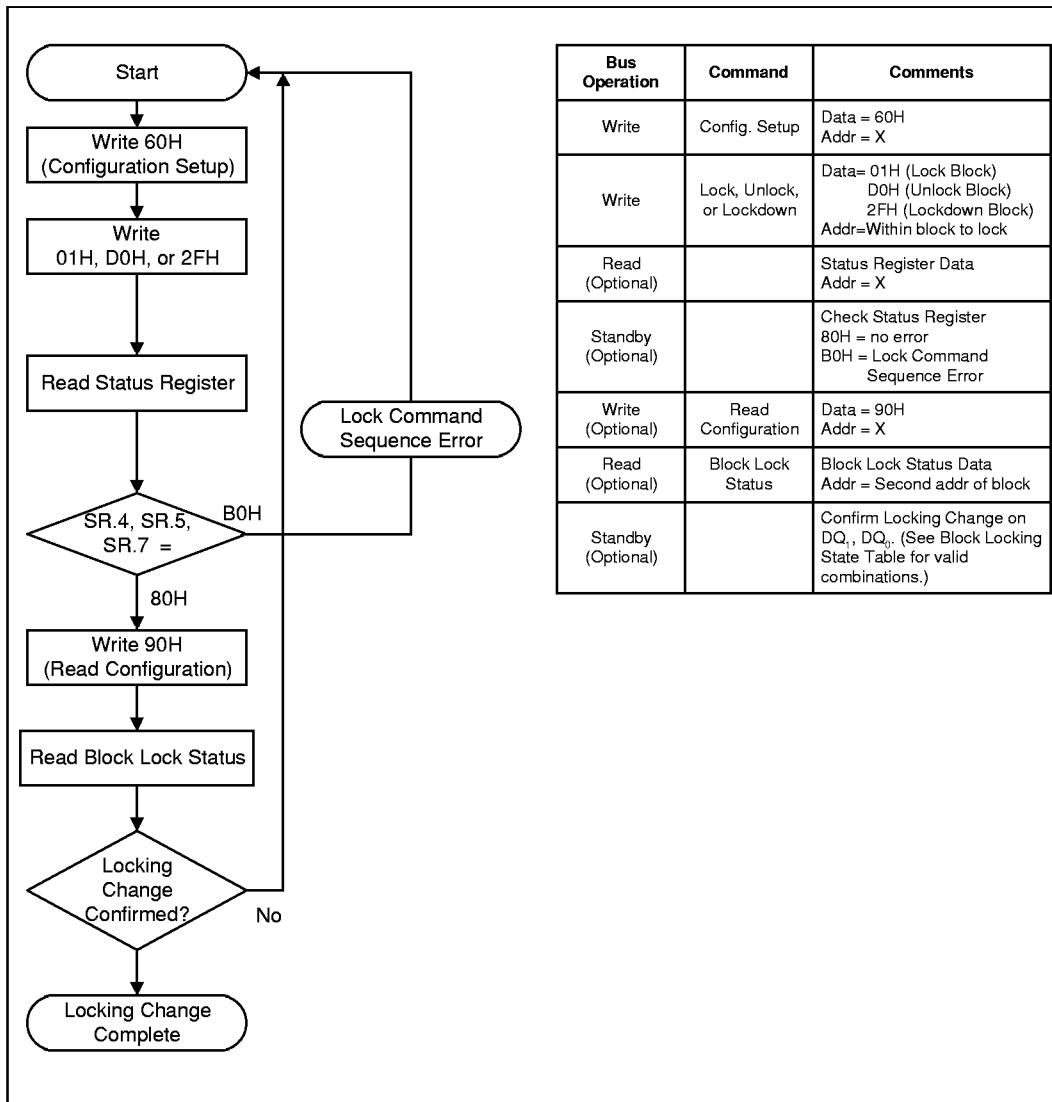 Start
Write 60H
(Configuration Setup)
Write
01H, D0H, or 2FH
Read Status Register
Lock Command
Sequence Error
SR.4, SR.5,
SR.7 =
B0H
80H
Write 90H
(Read Configuration)
Read Block Lock Status
Locking
Change
Confirmed?
No
Locking Change
Complete
Bus
Operation
Command
Comments
Write
Config. Setup
Data = 60H
Addr = X
Write
Lock, Unlock,
or Lockdown
Data= 01H (Lock Block)
D0H (Unlock Block)
2FH (Lockdown Block)
Addr=Within block to lock
Read
(Optional)
Status Register Data
Addr = X
Standby
(Optional)
Check Status Register
80H = no error
B0H = Lock Command
Sequence Error
Write
(Optional)
Read
Configuration
Data = 90H
Addr = X
Read
(Optional)
Block Lock
Status
Block Lock Status Data
Addr = Second addr of block
Standby
(Optional)
Confirm Locking Change on
DQ₁, DQ₀. (See Block Locking
State Table for valid
combinations.)